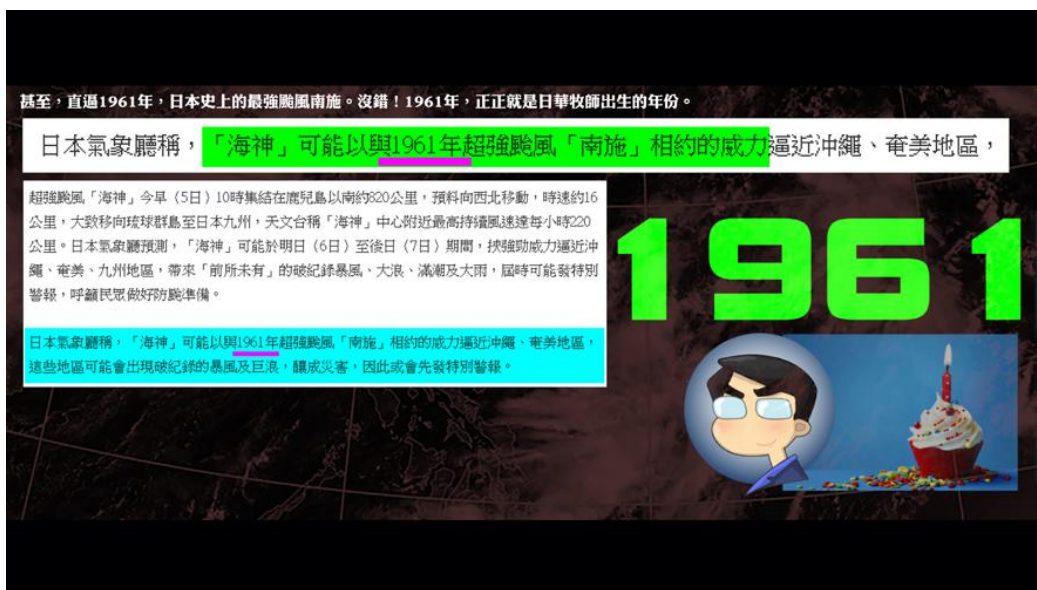 甚至，直逼1961年，日本史上的最強颱風南施。沒錯！1961年，正正就是日華牧師出生的年份。
日本氣象廳稱，「海神」可能以與1961年超強颱風「南施」相約的威力逼近沖繩、奄美地區，
超強颱風「海神」今早（5日）10時集結在鹿兒島以南約820公里，預料向西北移動，時速約16
公里，大致移向琉球群島至日本九州，天文台稱「海神」中心附近最高持續風速達每小時220
公里。日本氣象廳預測，「海神」可能於明日（6日）至後日（7日）期間，挾強勁威力逼近沖
繩、奄美、九州地區，帶來「前所未有」的破紀錄暴風、大浪、滿潮及大雨，屆時可能發特別
警報，呼籲民眾做好防颱準備。
日本氣象廳稱，「海神」可能以與1961年超強颱風「南施」相約的威力逼近沖繩、奄美地區，
這些地區可能會出現破紀錄的暴風及巨浪，釀成災害，因此或會先發特別警報。
1961